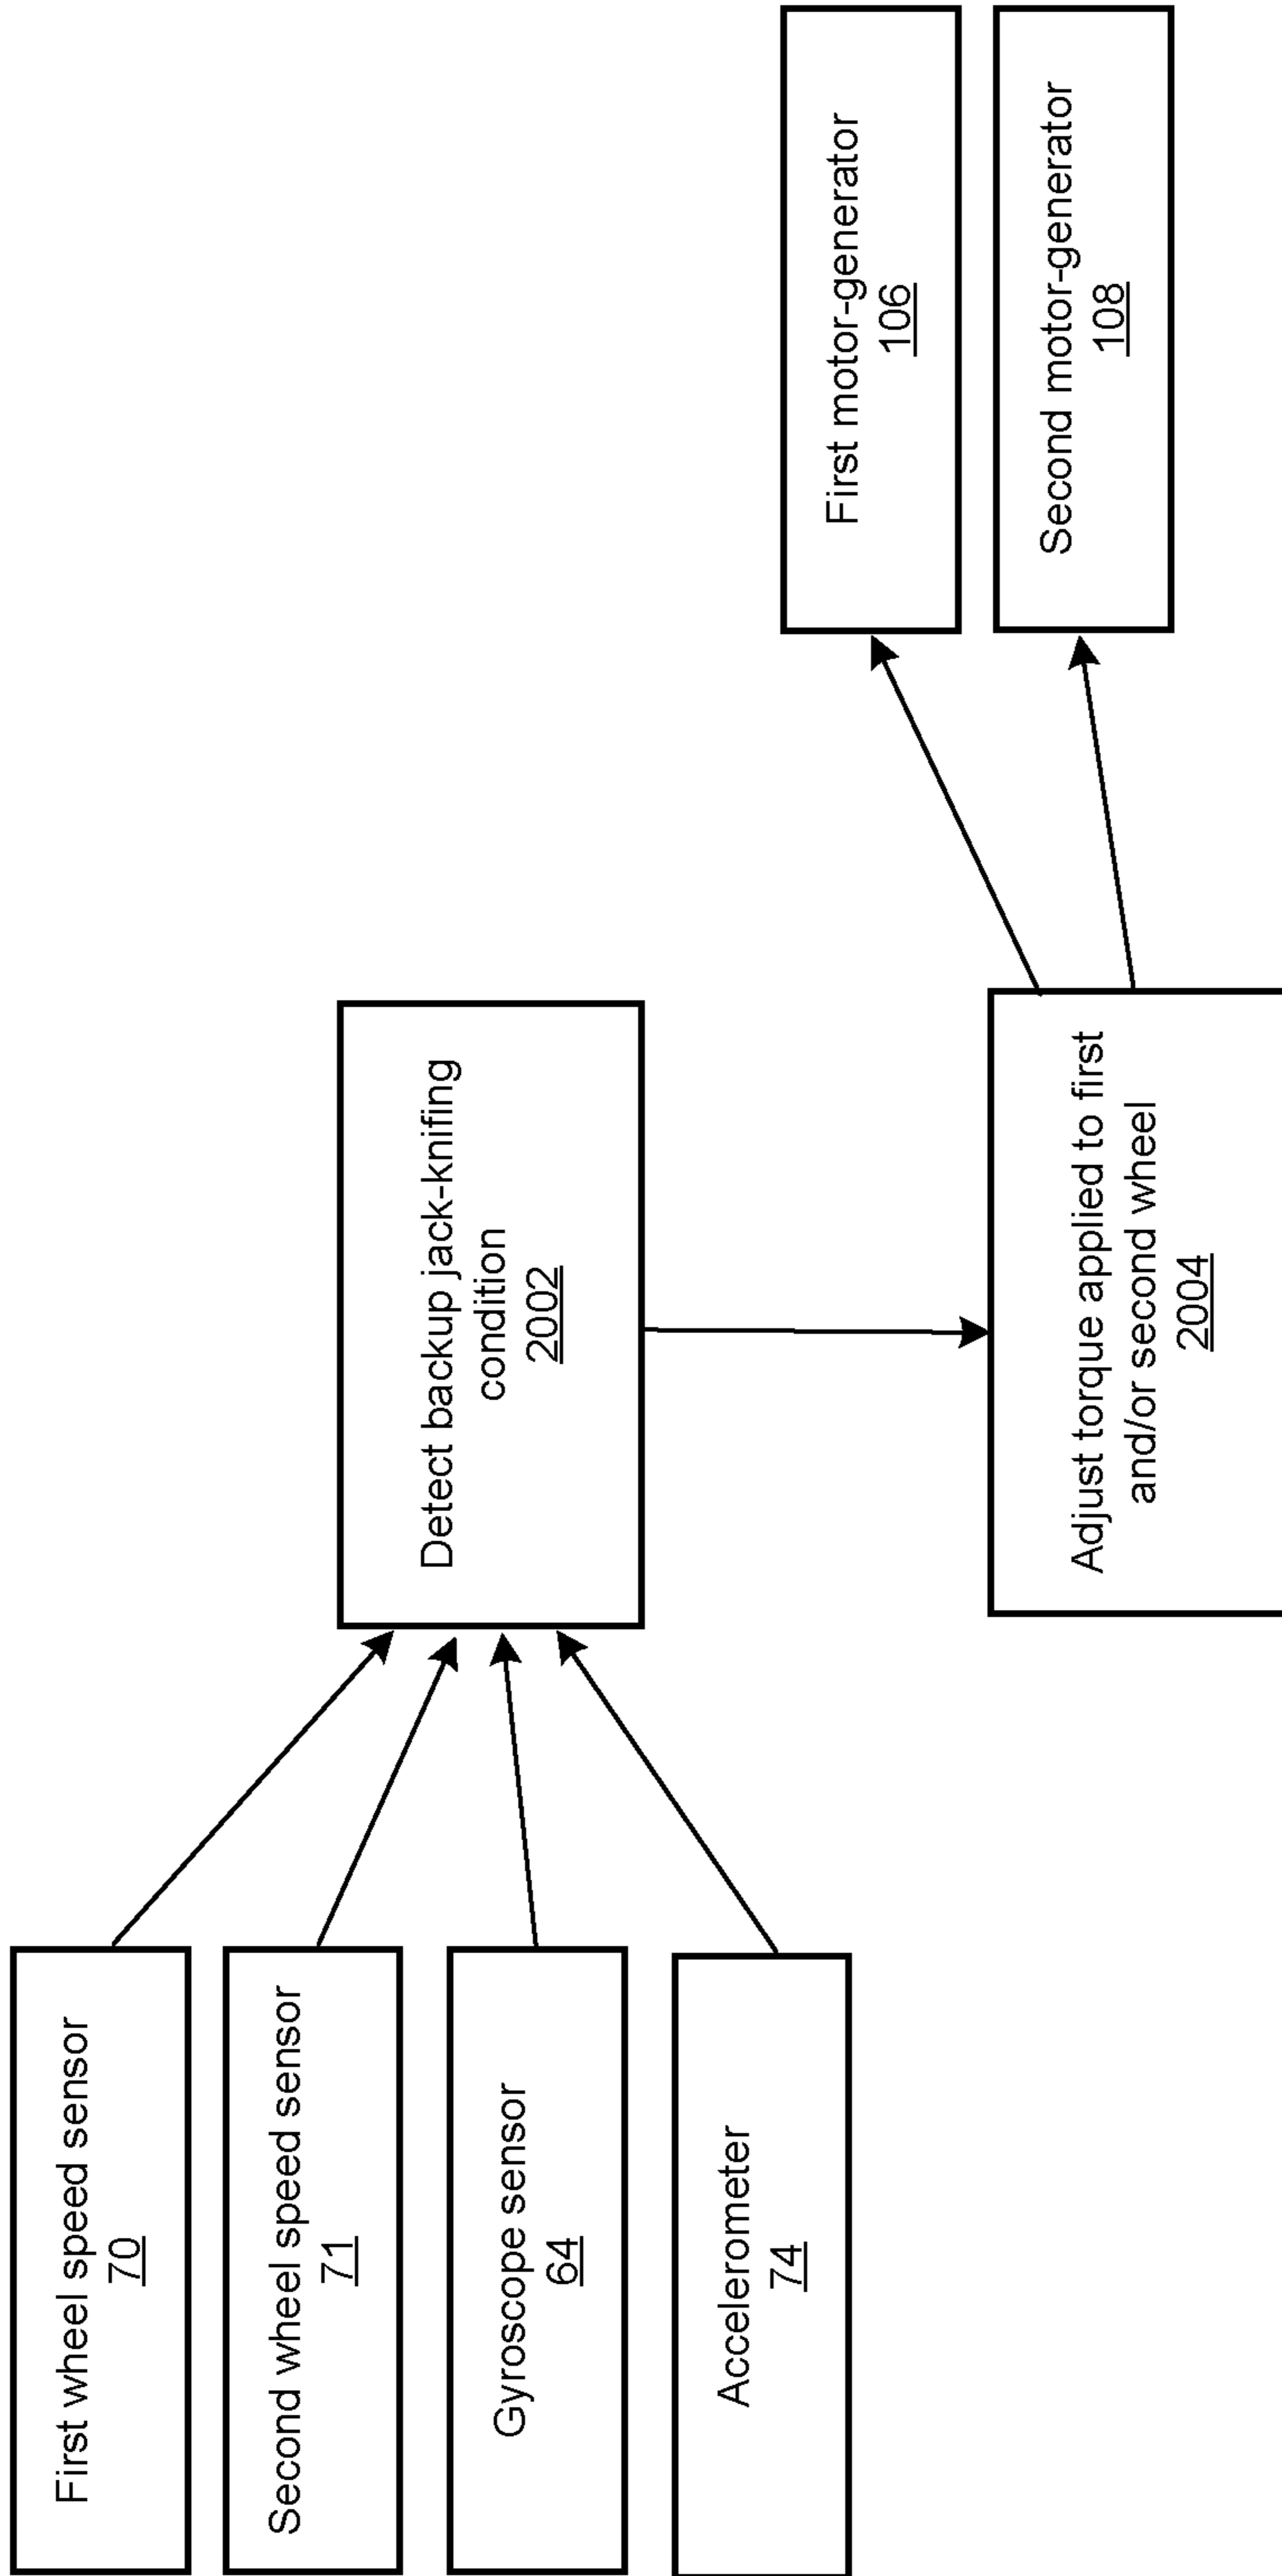 First wheel speed sensor
70
Second wheel speed sensor
71
Gyroscope sensor
64
Accelerometer
74
Detect backup jack-knifing
condition
2002
Adjust torque applied to first
and/or second wheel
2004
First motor-generator
106
Second motor-generator
108